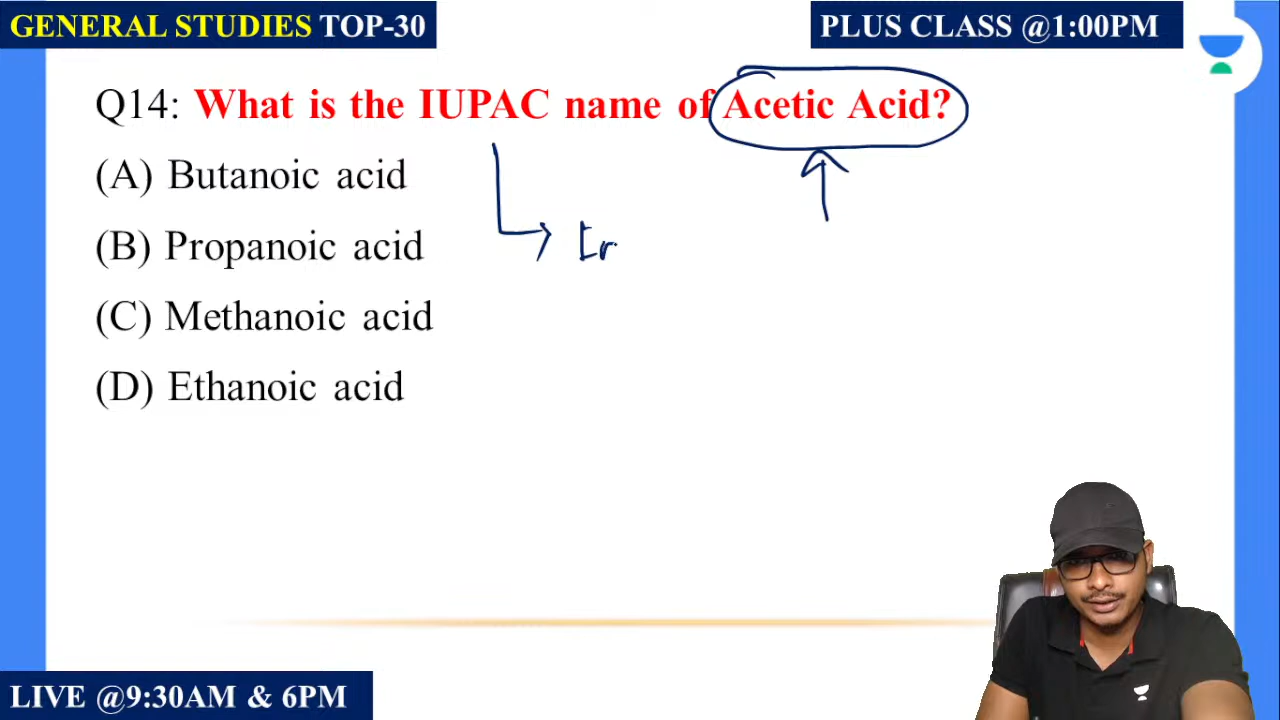 GENERAL STUDIES TOP-30
PLUS CLASS @1:00PM
Q14: What is the IUPAC name of Acetic Acid?
(A) Butanoic acid
(B) Propanoic acid
(C) Methanoic acid
(D) Ethanoic acid
LIVE @9:30AM & 6PM